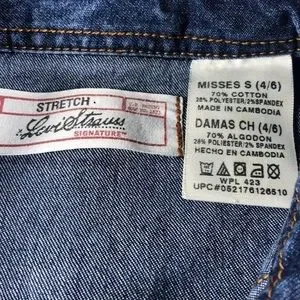 STRETCH
Levi Strauss
SIGNATURE™
MISSES S (4/6)
70% COTTON
28% POLYESTER/2%SPANDEX
MADE IN CAMBODIA
DAMAS CH (4/6)
70% ALGODON
28% POLIESTER/2% SPANDEX
HECHO EN CAMBODIA
WPL 423
UPC#052176126510